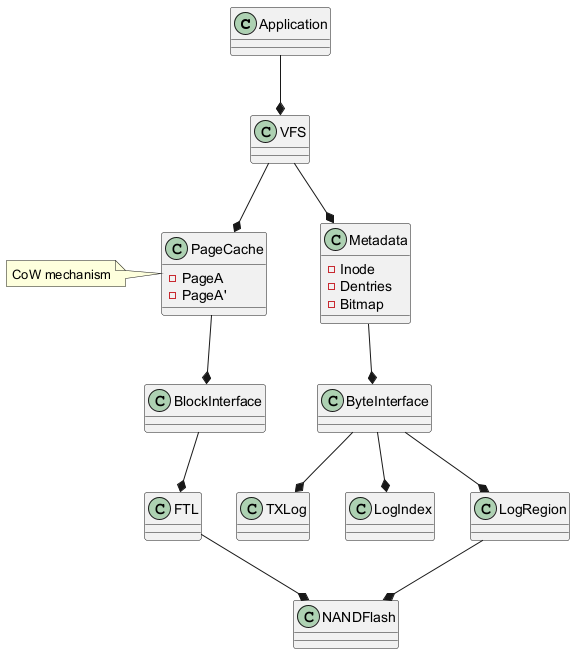 C Application
C VFS
C PageCache
PageA
PageA'
CoW mechanism
C Metadata
Inode
Dentries
Bitmap
C BlockInterface
C ByteInterface
C FTL
C TXLog
C LogIndex
C LogRegion
C NANDFlash